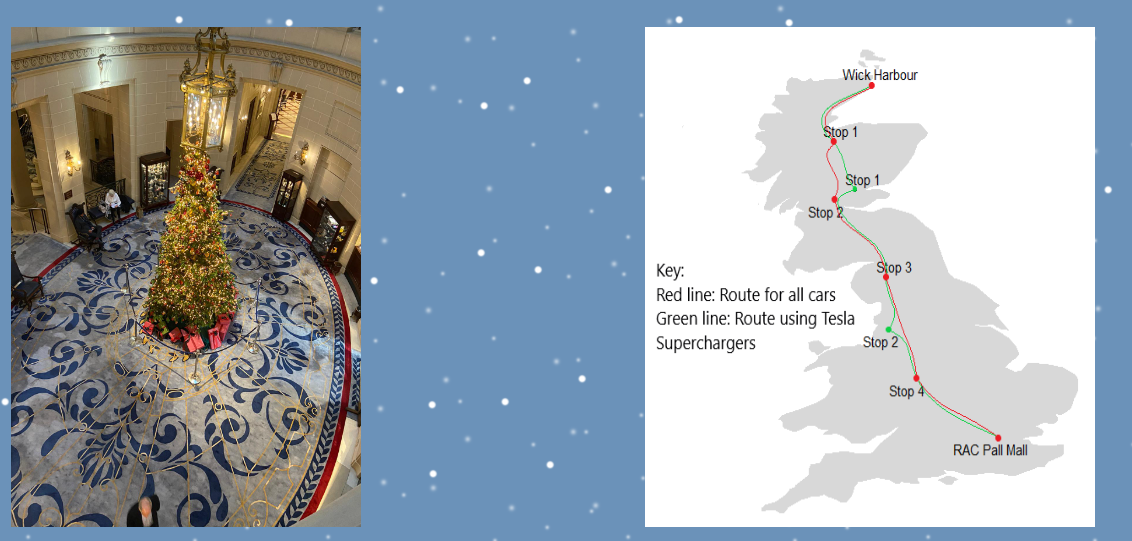 Wick Harbour
Stop 1
Stop 1
Stop 2
Stop 3
Key:
Red line: Route for all cars
Green line: Route using Tesla
Superchargers
Stop 2
Stop 4
RAC Pall Mall